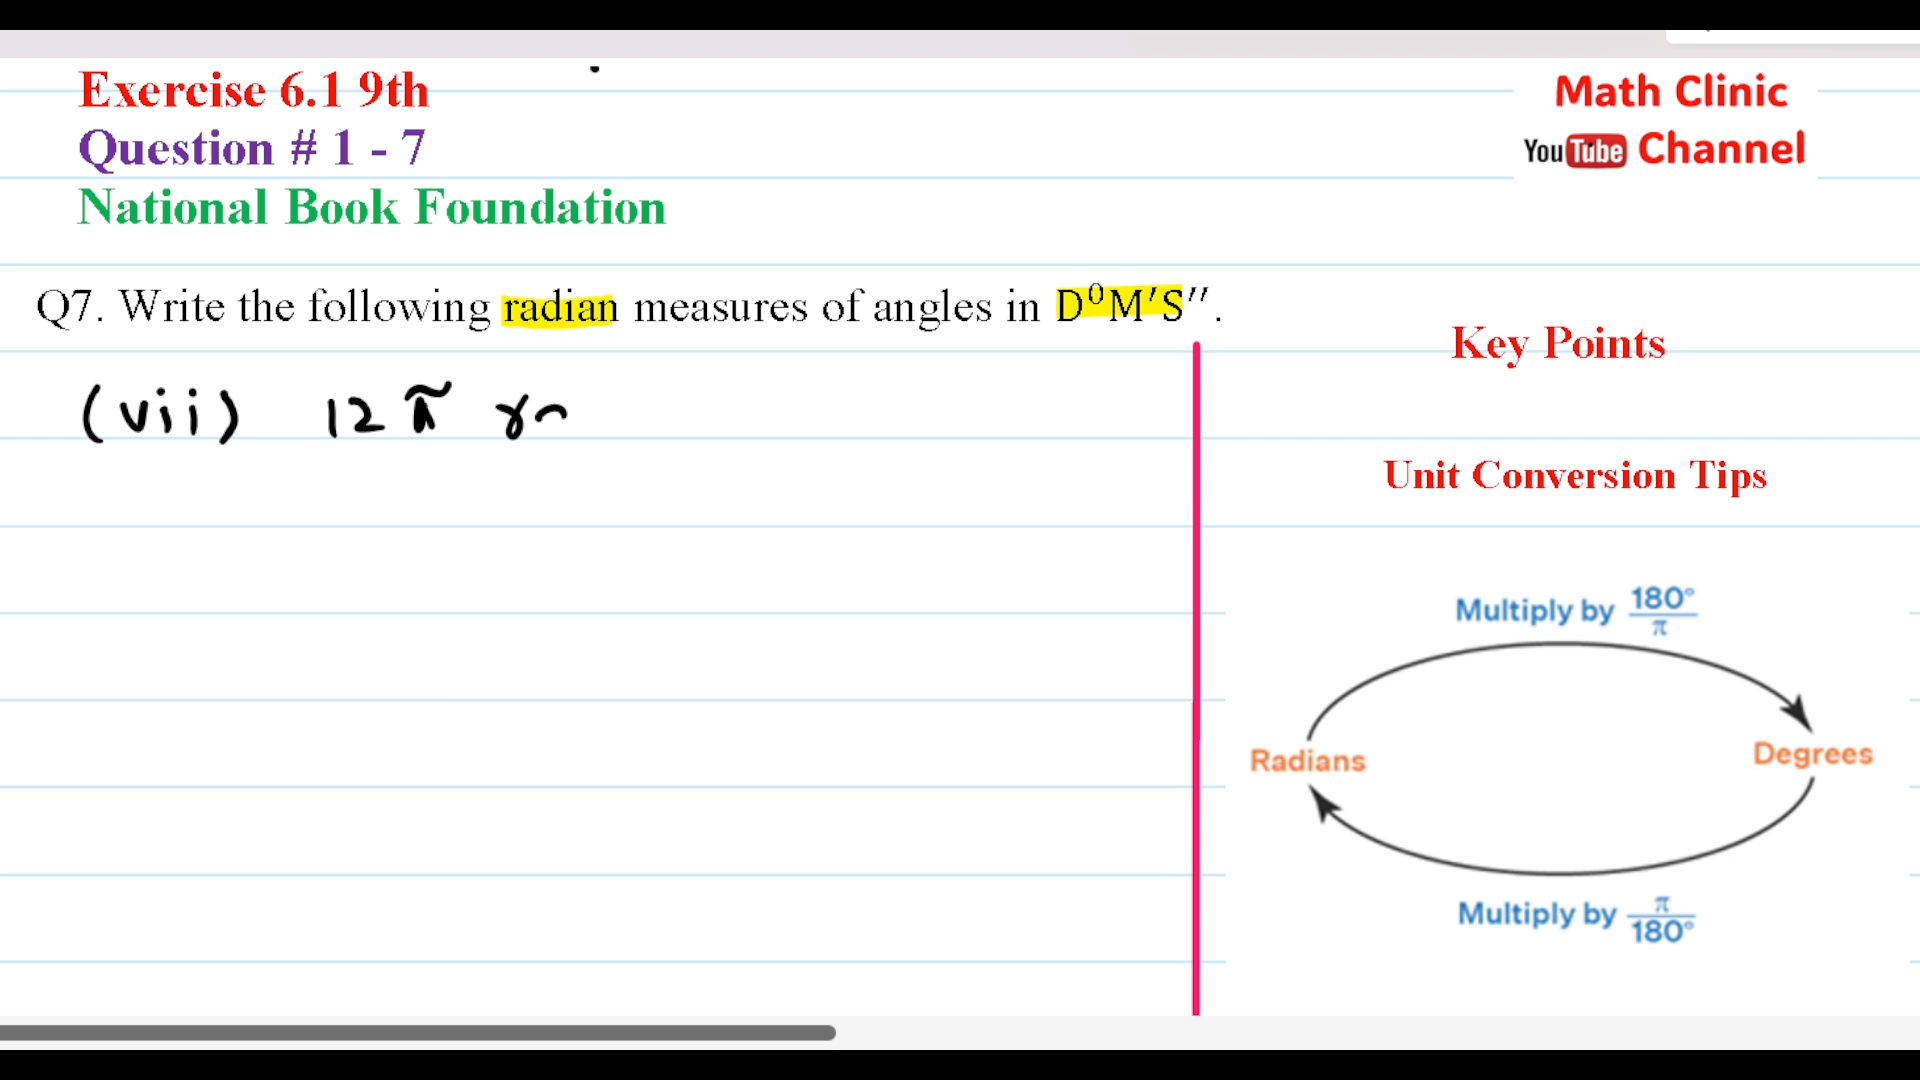 Exercise 6.1 9th
Question # 1 - 7
National Book Foundation
Math Clinic
YouTube Channel
Q7. Write the following radian measures of angles in D⁰M′S′′.
(vii) 12 π
Key Points
Unit Conversion Tips
Multiply by 180°/π
Radians
Degrees
Multiply by π/180°